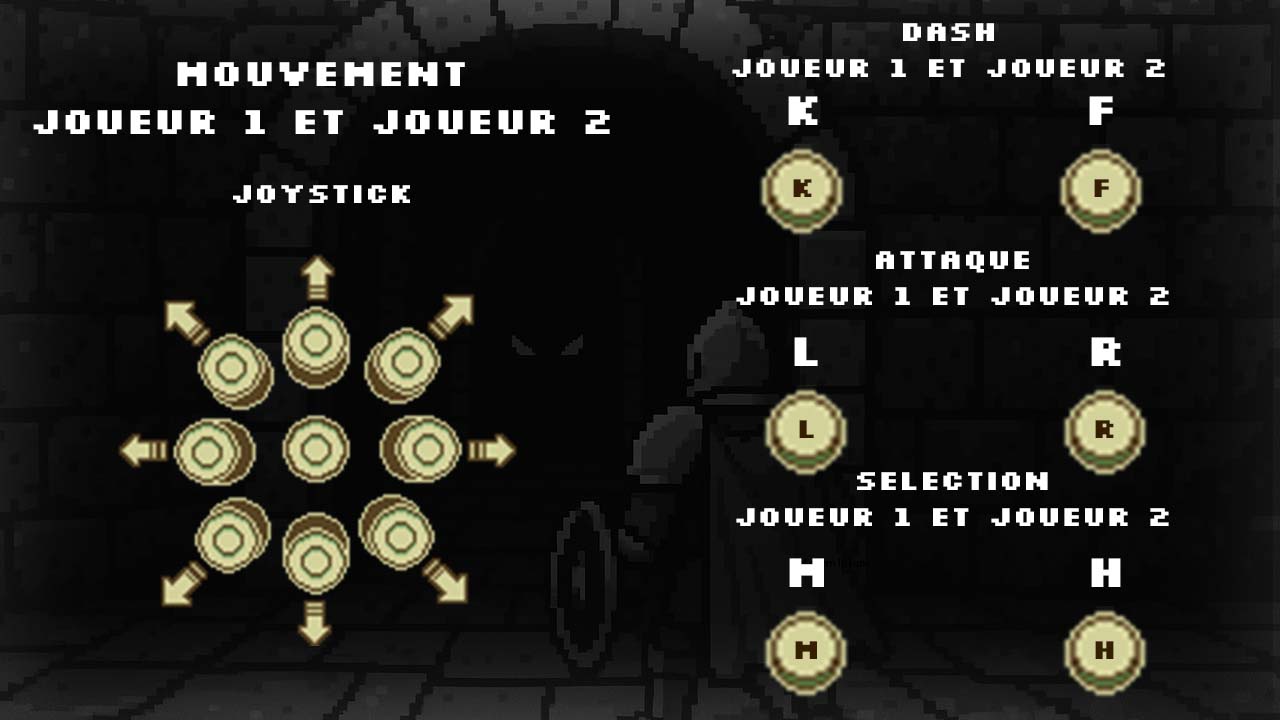 MOUVEMENT
JOUEUR 1 ET JOUEUR 2
JOYSTICK
DASH
JOUEUR 1 ET JOUEUR 2
K F
K F
ATTAQUE
JOUEUR 1 ET JOUEUR 2
L R
L R
SELECTION
JOUEUR 1 ET JOUEUR 2
M H
M H